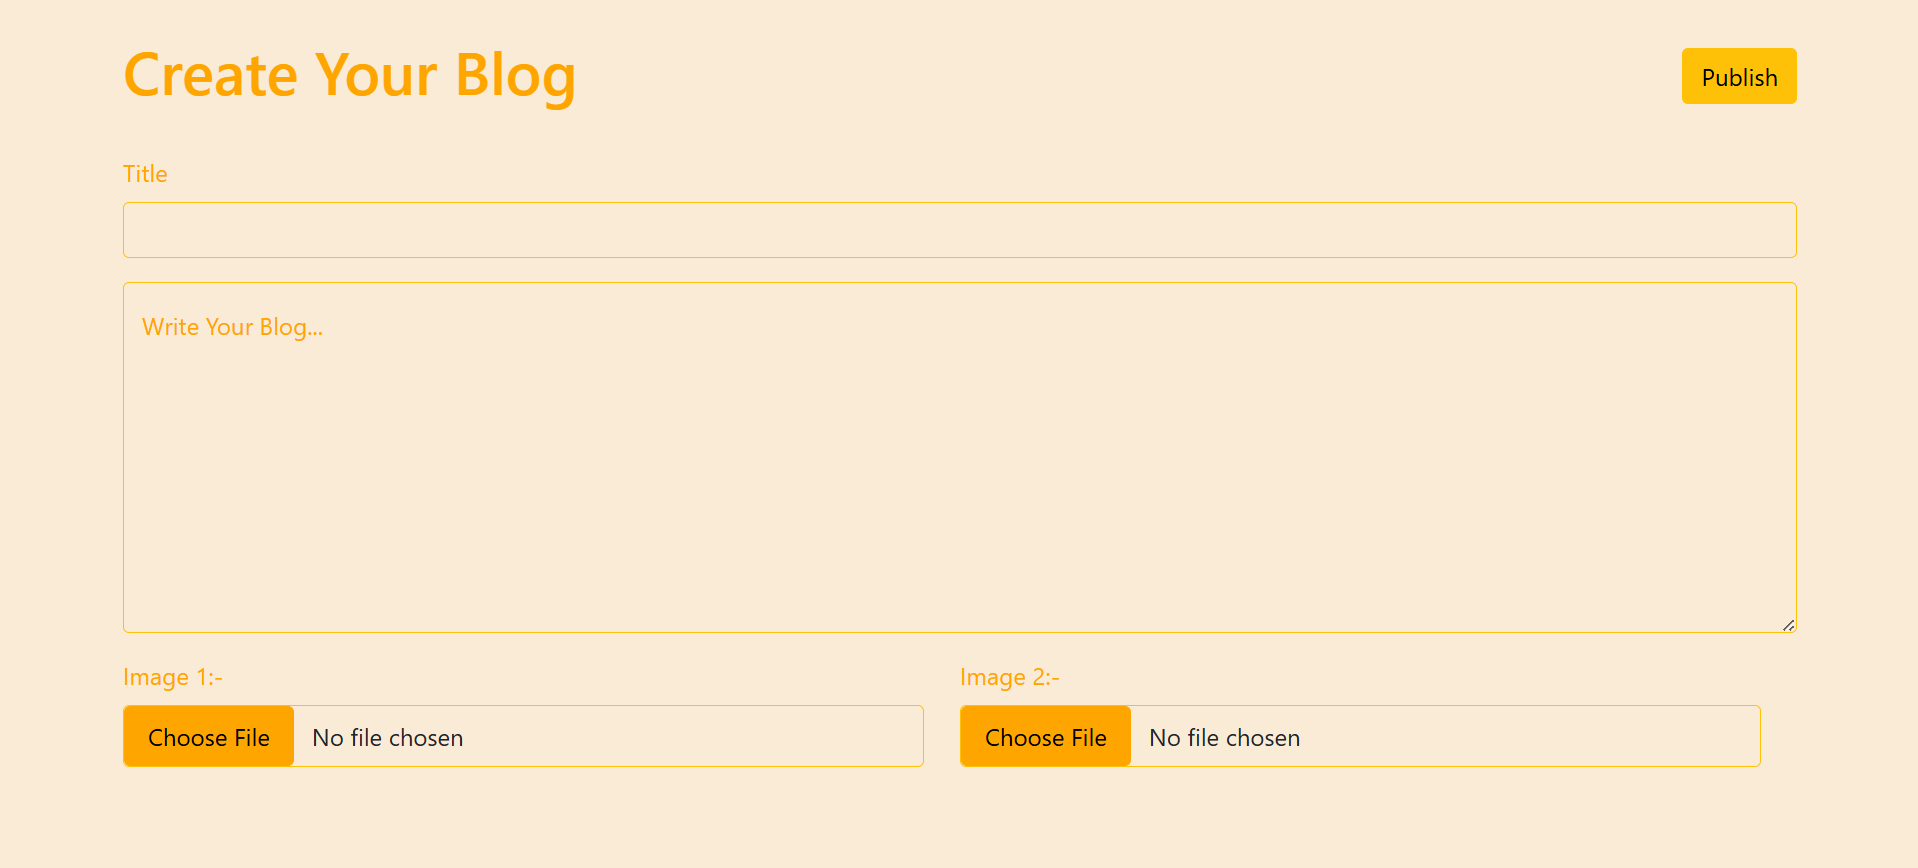 Create Your Blog
Publish
Title
Write Your Blog...
Image 1:-
Image 2:-
Choose File No file chosen
Choose File No file chosen